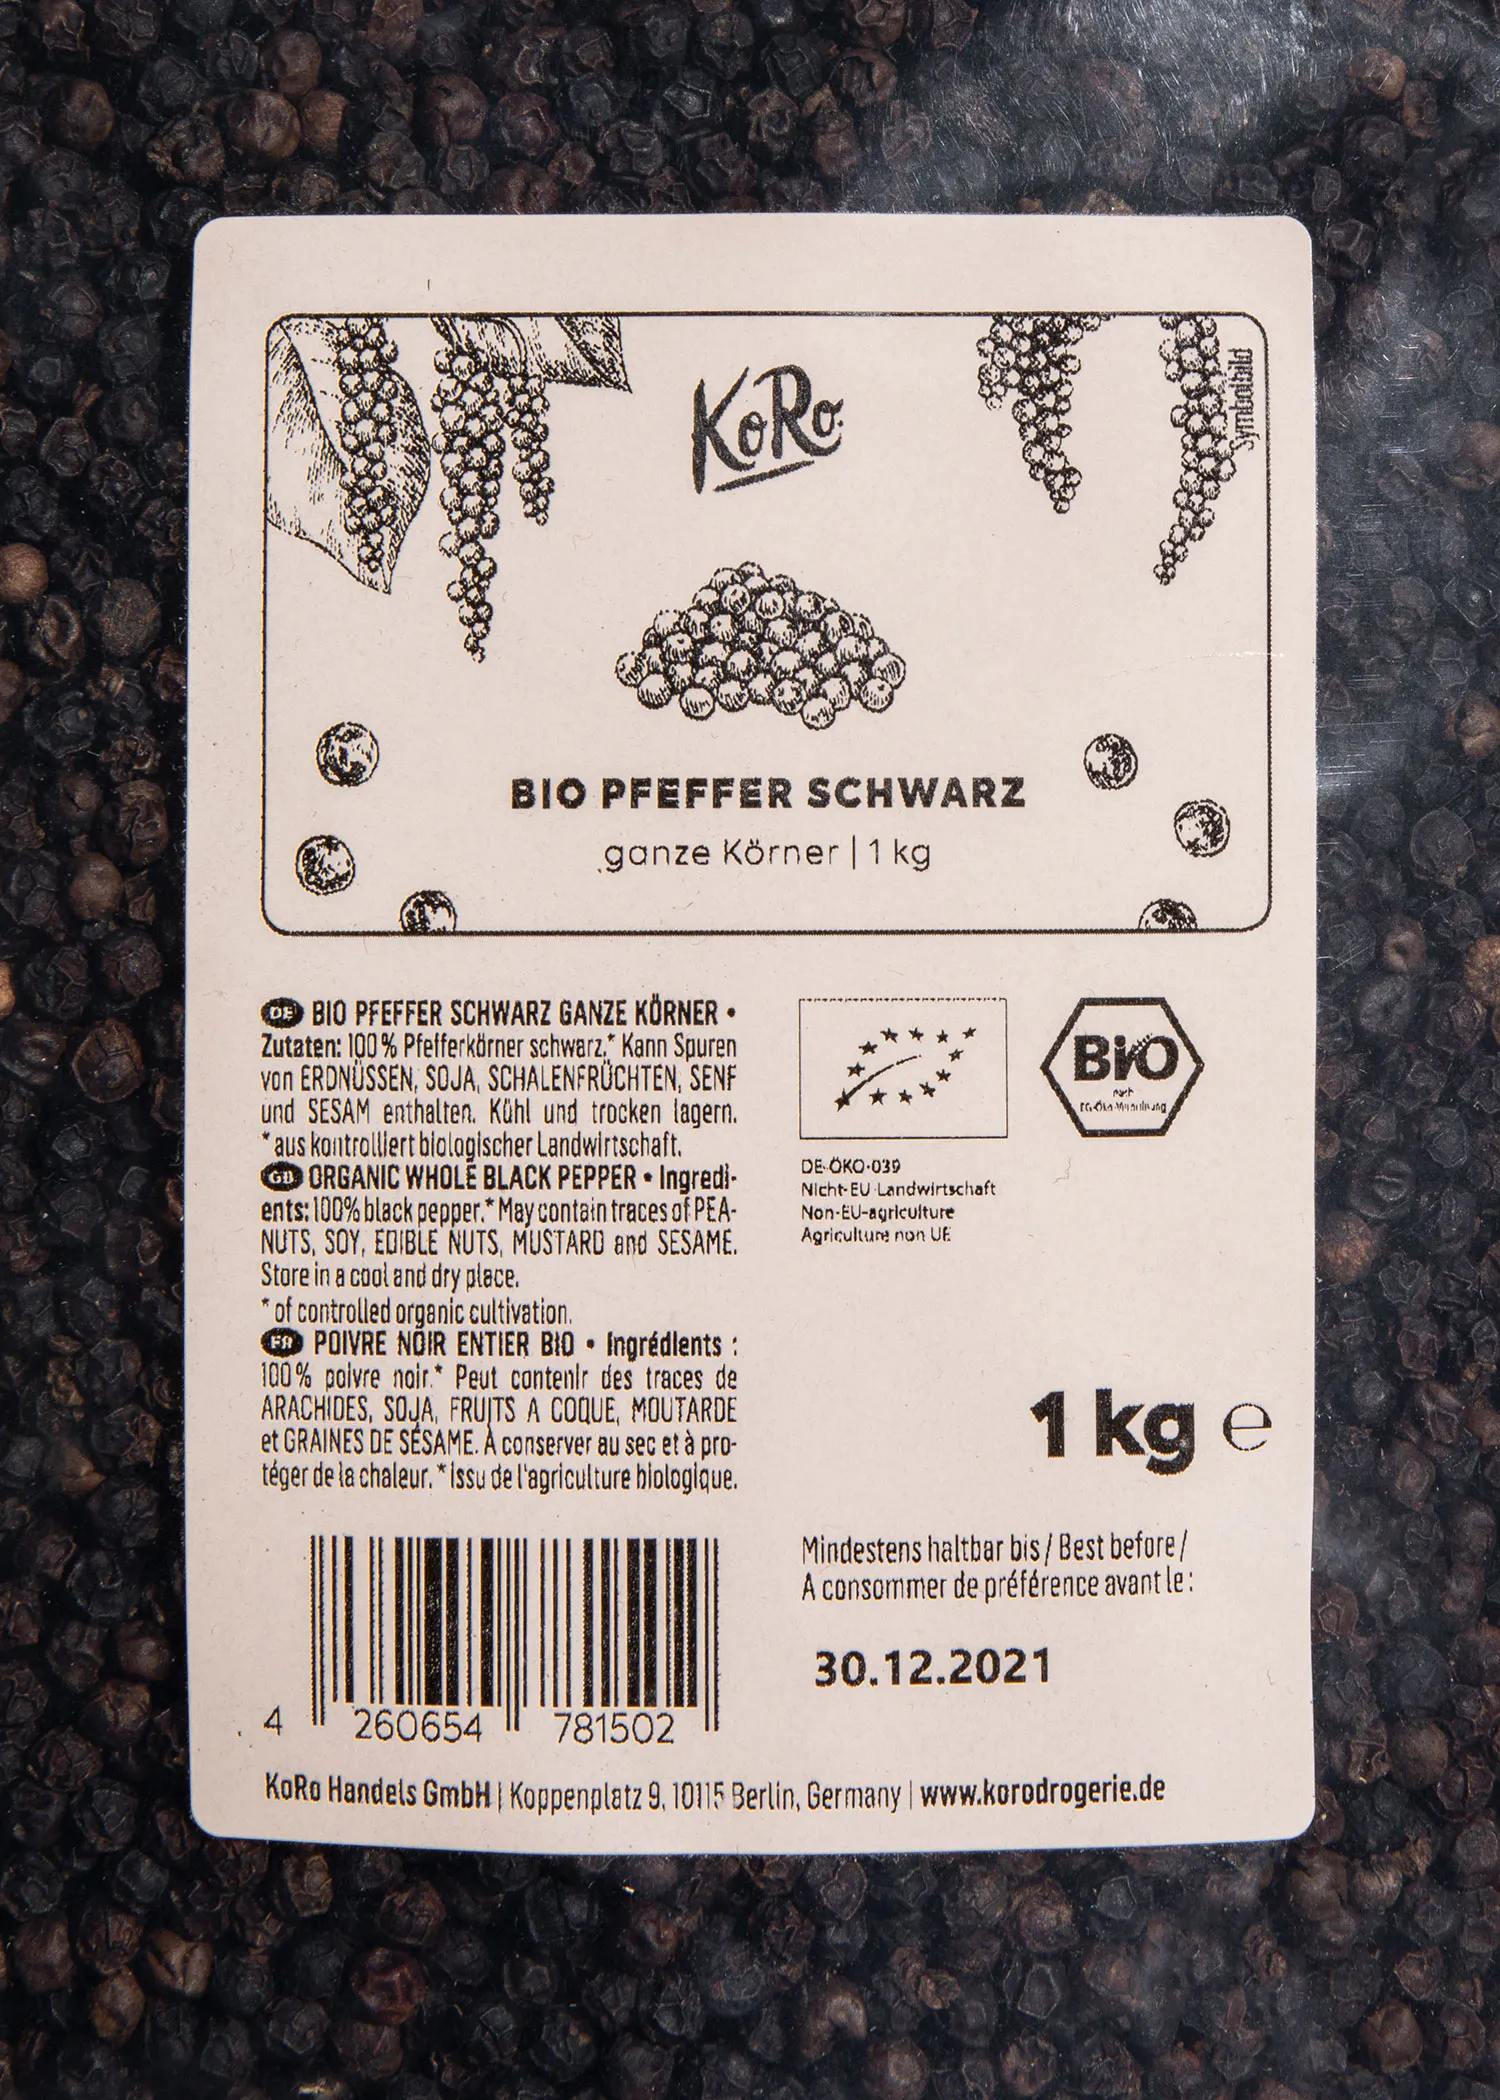 KoRo
Symbolbild
BIO PFEFFER SCHWARZ
ganze Körner | 1 kg
DE BIO PFEFFER SCHWARZ GANZE KÖRNER •
Zutaten: 100 % Pfefferkörner schwarz.* Kann Spuren
von ERDNÜSSEN, SOJA, SCHALENFRÜCHTEN, SENF
und SESAM enthalten. Kühl und trocken lagern.
* aus kontrolliert biologischer Landwirtschaft.
GB ORGANIC WHOLE BLACK PEPPER • Ingredi-
ents: 100% black pepper.* May contain traces of PEA-
NUTS, SOY, EDIBLE NUTS, MUSTARD and SESAME.
Store in a cool and dry place.
* of controlled organic cultivation.
FR POIVRE NOIR ENTIER BIO • Ingrédients :
100 % poivre noir.* Peut contenir des traces de
ARACHIDES, SOJA, FRUITS A COQUE, MOUTARDE
et GRAINES DE SÉSAME. À conserver au sec et à pro-
téger de la chaleur. * issu de l'agriculture biologique.
BIO
nach
EG-Öko-Verordnung
DE-ÖKO-039
Nicht-EU-Landwirtschaft
Non-EU-agriculture
Agriculture non UE
1 kg e
Mindestens haltbar bis / Best before /
A consommer de préférence avant le :
30.12.2021
4 260654 781502
KoRo Handels GmbH | Koppenplatz 9, 10115 Berlin, Germany | www.korodrogerie.de